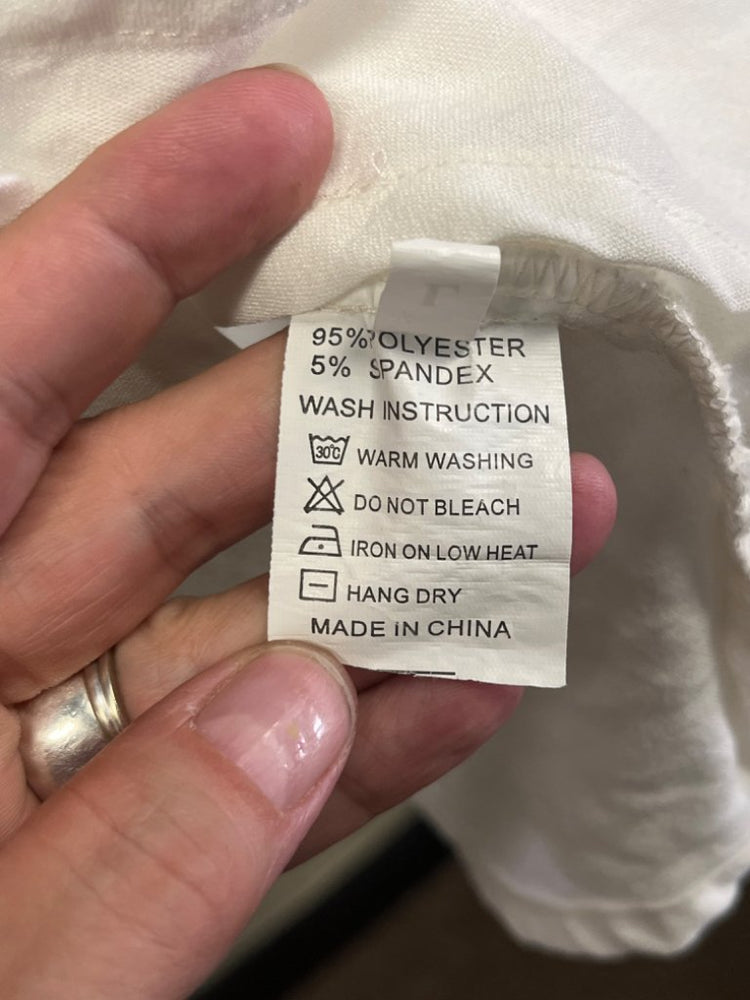 95% POLYESTER
5% SPANDEX
WASH INSTRUCTION
30℃ WARM WASHING
DO NOT BLEACH
IRON ON LOW HEAT
HANG DRY
MADE IN CHINA